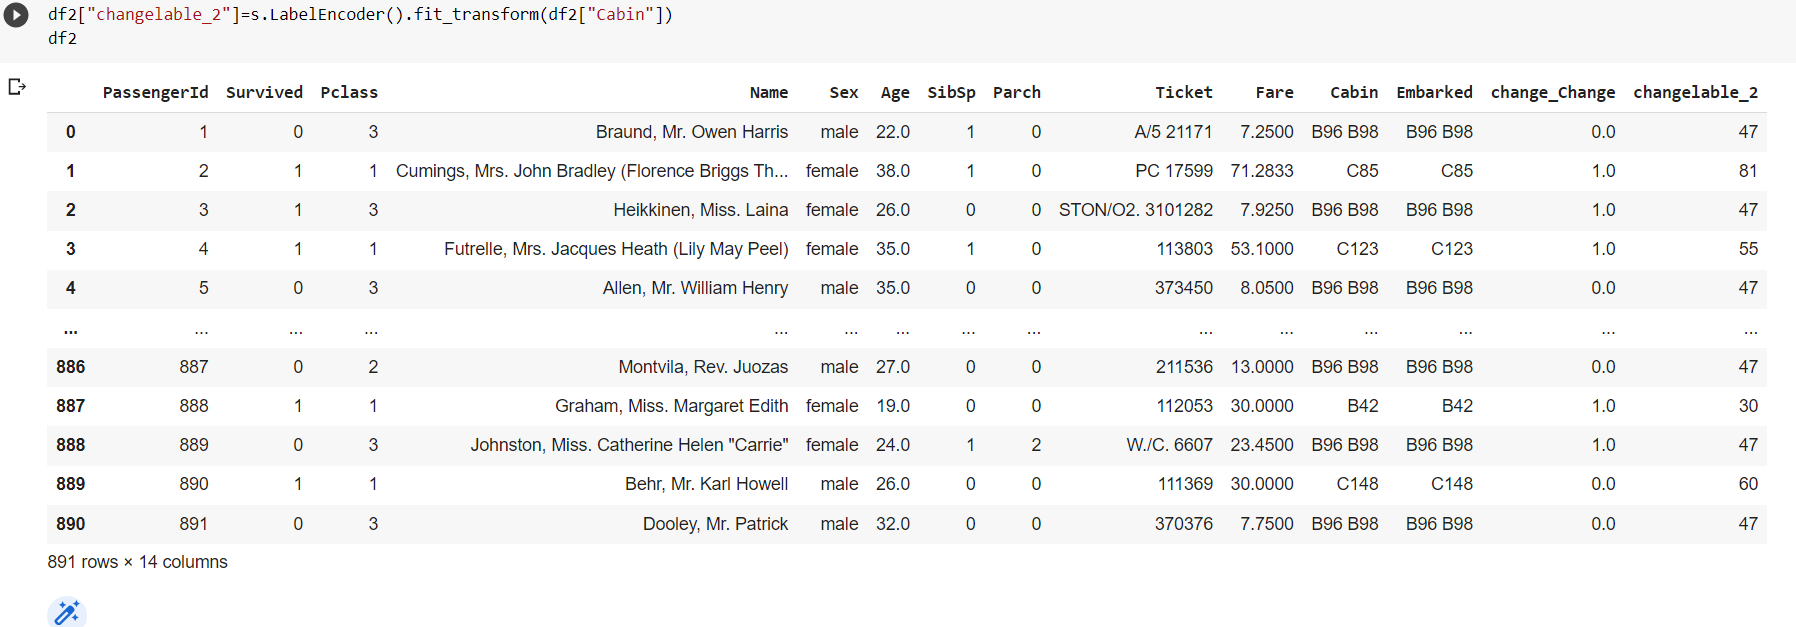 df2["changelable_2"]=s.LabelEncoder().fit_transform(df2["Cabin"])
df2
PassengerId Survived Pclass Name Sex Age SibSp Parch Ticket Fare Cabin Embarked change_Change changelable_2
0 1 0 3 Braund, Mr. Owen Harris male 22.0 1 0 A/5 21171 7.2500 B96 B98 B96 B98 0.0 47
1 2 1 1 Cumings, Mrs. John Bradley (Florence Briggs Th... female 38.0 1 0 PC 17599 71.2833 C85 C85 1.0 81
2 3 1 3 Heikkinen, Miss. Laina female 26.0 0 0 STON/O2. 3101282 7.9250 B96 B98 B96 B98 1.0 47
3 4 1 1 Futrelle, Mrs. Jacques Heath (Lily May Peel) female 35.0 1 0 113803 53.1000 C123 C123 1.0 55
4 5 0 3 Allen, Mr. William Henry male 35.0 0 0 373450 8.0500 B96 B98 B96 B98 0.0 47
... ... ... ... ... ... ... ... ... ... ... ... ... ... ...
886 887 0 2 Montvila, Rev. Juozas male 27.0 0 0 211536 13.0000 B96 B98 B96 B98 0.0 47
887 888 1 1 Graham, Miss. Margaret Edith female 19.0 0 0 112053 30.0000 B42 B42 1.0 30
888 889 0 3 Johnston, Miss. Catherine Helen "Carrie" female 24.0 1 2 W./C. 6607 23.4500 B96 B98 B96 B98 1.0 47
889 890 1 1 Behr, Mr. Karl Howell male 26.0 0 0 111369 30.0000 C148 C148 0.0 60
890 891 0 3 Dooley, Mr. Patrick male 32.0 0 0 370376 7.7500 B96 B98 B96 B98 0.0 47
891 rows × 14 columns